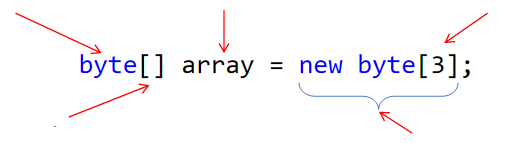 byte[] array = new byte[3];